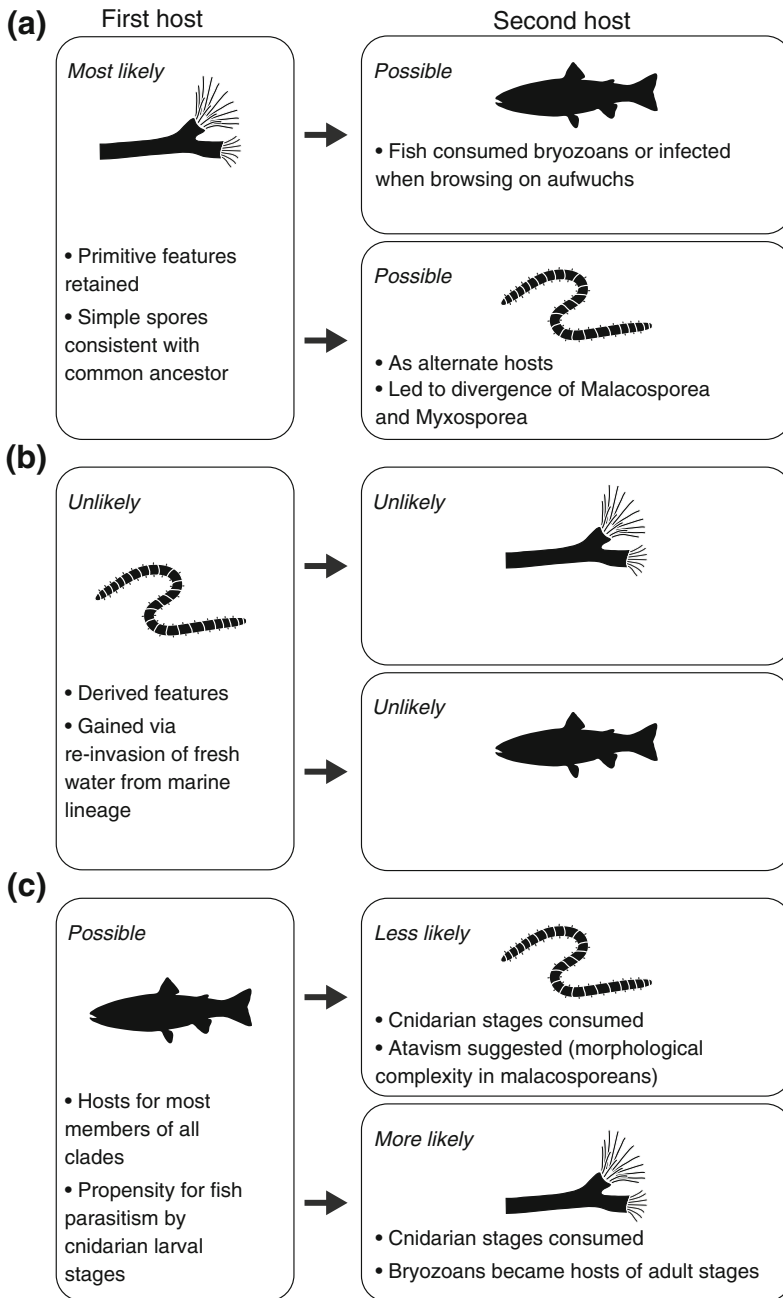 First host
Second host
(a)
Most likely
• Primitive features
retained
• Simple spores
consistent with
common ancestor
Possible
• Fish consumed bryozoans or infected
when browsing on aufwuchs
Possible
• As alternate hosts
• Led to divergence of Malacosporea
and Myxosporea
(b)
Unlikely
• Derived features
• Gained via
re-invasion of fresh
water from marine
lineage
Unlikely
Unlikely
(c)
Possible
• Hosts for most
members of all
clades
• Propensity for fish
parasitism by
cnidarian larval
stages
Less likely
• Cnidarian stages consumed
• Atavism suggested (morphological
complexity in malacosporeans)
More likely
• Cnidarian stages consumed
• Bryozoans became hosts of adult stages